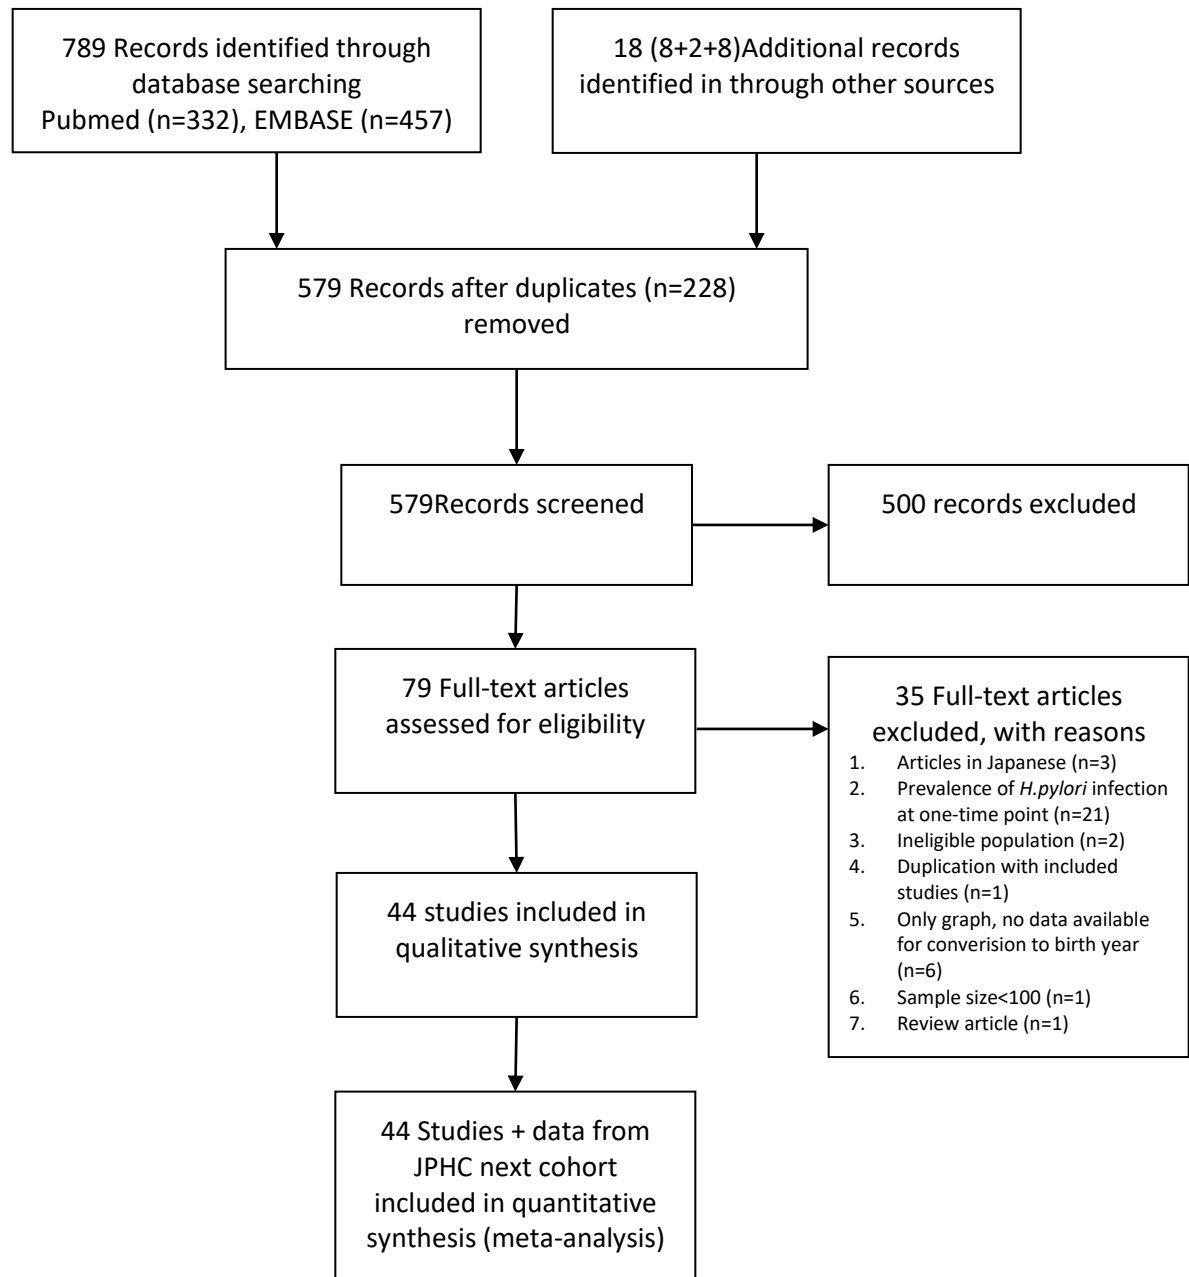 789 Records identified through
database searching
Pubmed (n=332), EMBASE (n=457)
18 (8+2+8)Additional records
identified in through other sources
579 Records after duplicates (n=228)
removed
579Records screened
500 records excluded
79 Full-text articles
assessed for eligibility
35 Full-text articles
excluded, with reasons
1. Articles in Japanese (n=3)
2. Prevalence of H.pylori infection
at one-time point (n=21)
3. Ineligible population (n=2)
4. Duplication with included
studies (n=1)
5. Only graph, no data available
for converision to birth year
(n=6)
6. Sample size<100 (n=1)
7. Review article (n=1)
44 studies included in
qualitative synthesis
44 Studies + data from
JPHC next cohort
included in quantitative
synthesis (meta-analysis)